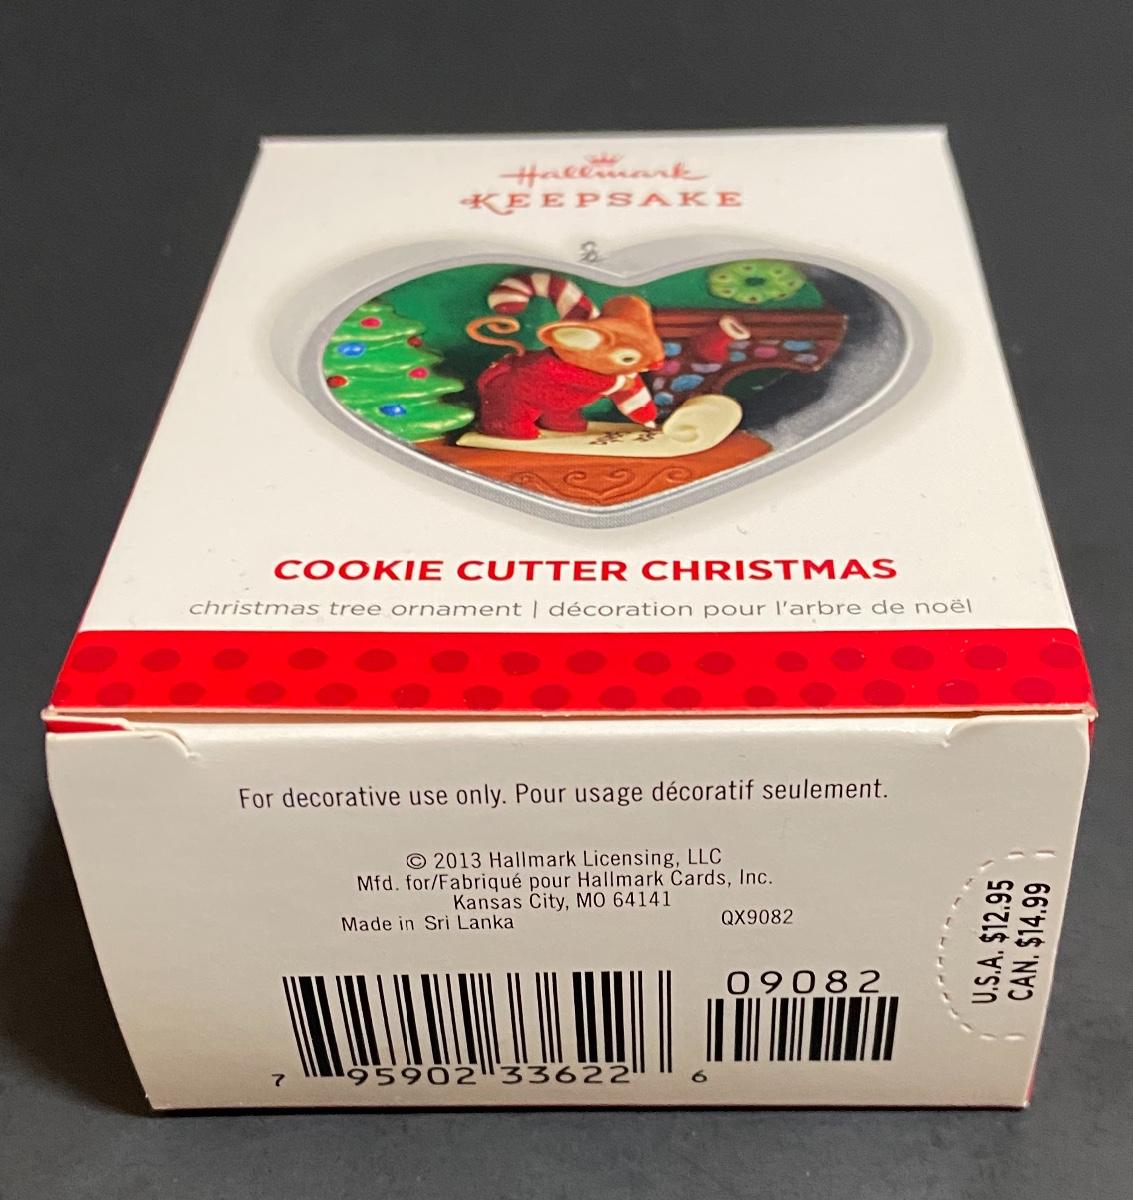 Hallmark
KEEPSAKE
COOKIE CUTTER CHRISTMAS
christmas tree ornament | décoration pour l'arbre de noël
For decorative use only. Pour usage décoratif seulement.
© 2013 Hallmark Licensing, LLC
Mfd. for/Fabriqué pour Hallmark Cards, Inc.
Kansas City, MO 64141
Made in Sri Lanka QX9082
U.S.A. $12.95
CAN. $14.99
09082
7 95902 33622 6